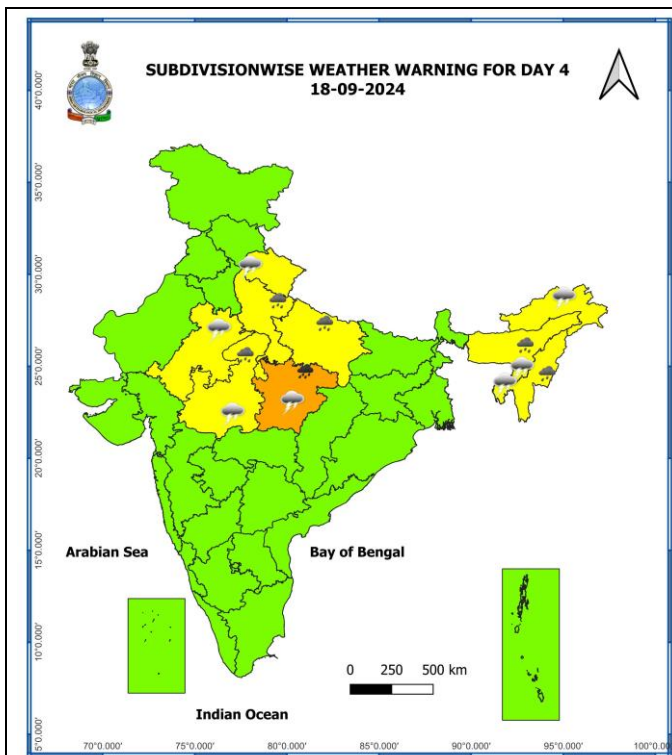 SUBDIVISIONWISE WEATHER WARNING FOR DAY 4
18-09-2024
40°0.000'
35°0.000'
30°0.000'
25°0.000'
20°0.000'
15°0.000'
10°0.000'
5°0.000'
Arabian Sea
Bay of Bengal
0 250 500 km
Indian Ocean
70°0.000' 75°0.000' 80°0.000' 85°0.000' 90°0.000' 95°0.000' 100°0.0